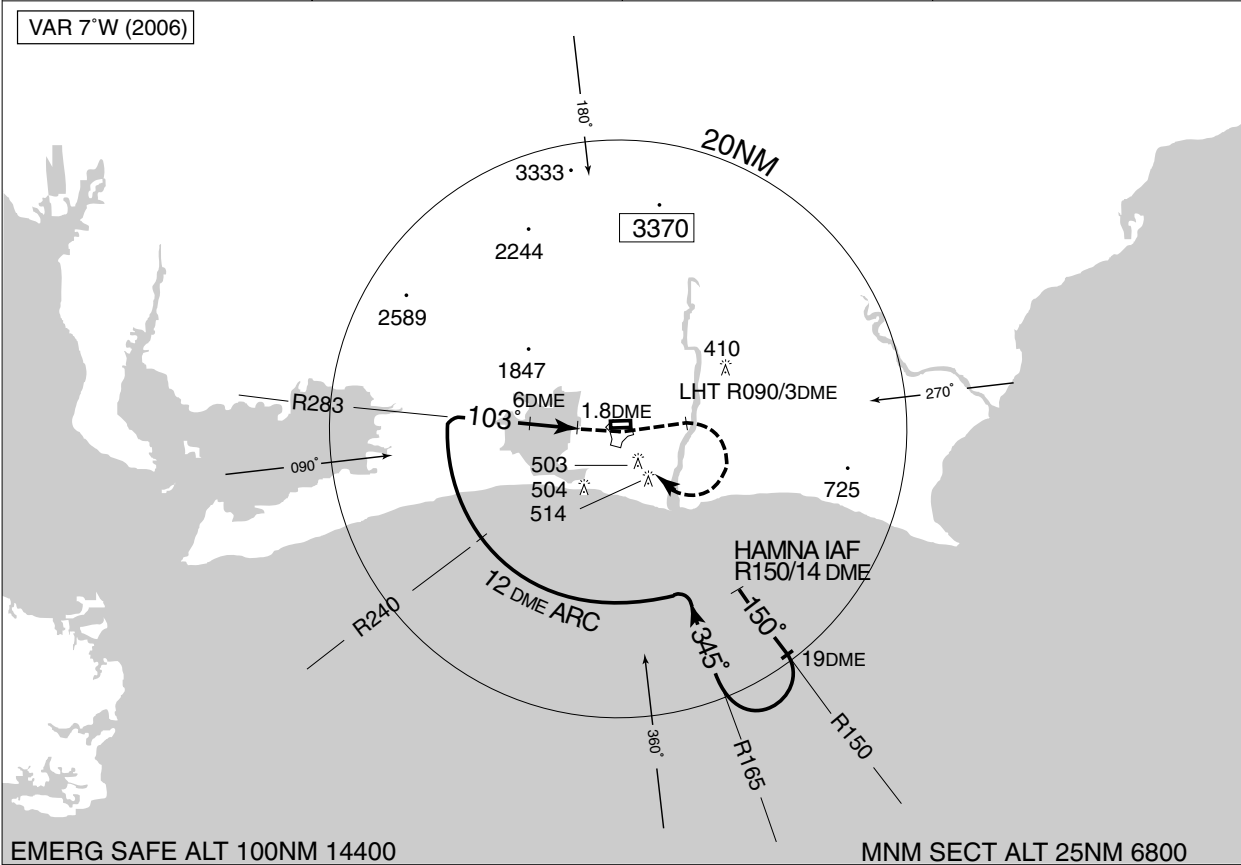 VAR 7°W (2006)
180°
20NM
3333
3370
2244
2589
410
1847
LHT R090/3DME
270°
6DME
1.8DME
R283
103°
090°
503
504
514
725
HAMNA IAF
R150/14 DME
12 DME ARC
R240
150°
345°
19DME
360°
R165
R150
EMERG SAFE ALT 100NM 14400
MNM SECT ALT 25NM 6800